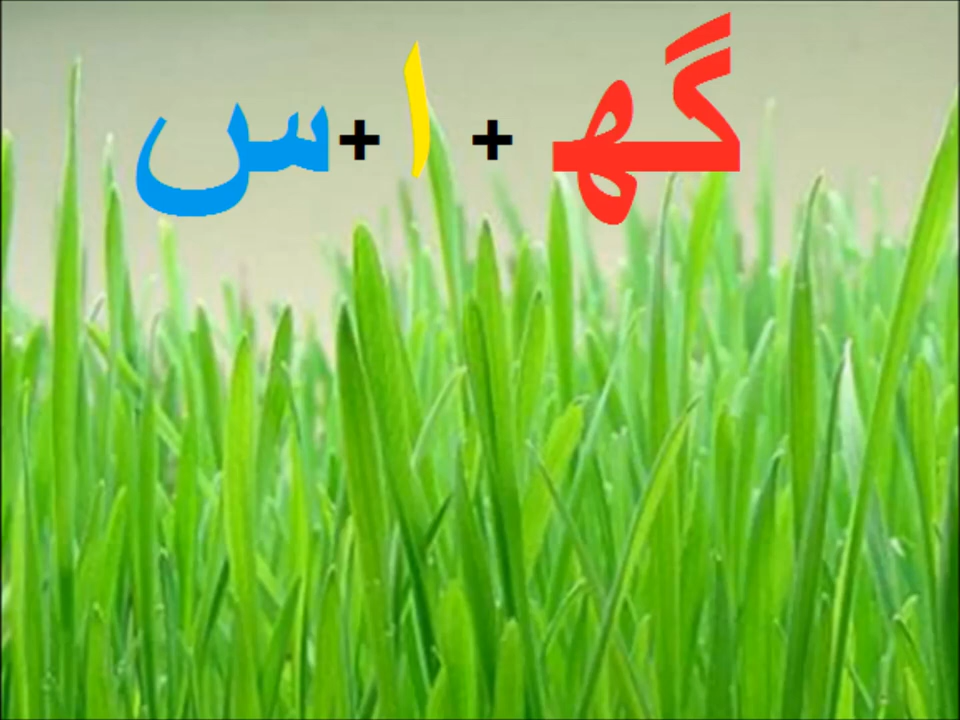 گھ + ا + س